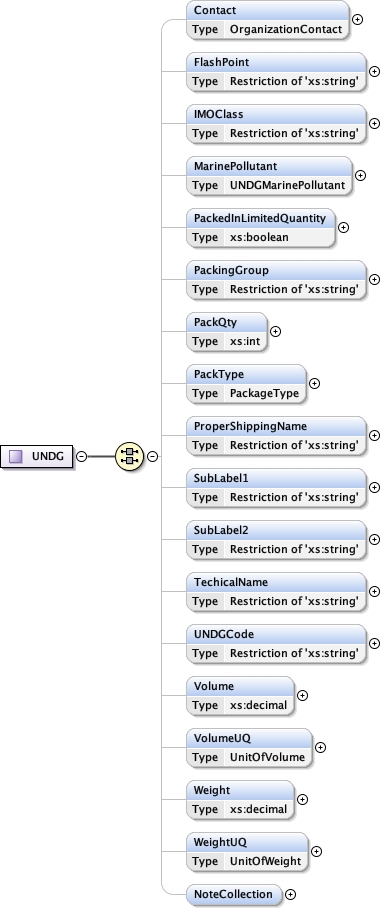 Contact
Type OrganizationContact
FlashPoint
Type Restriction of 'xs:string'
IMOClass
Type Restriction of 'xs:string'
MarinePollutant
Type UNDGMarinePollutant
PackedInLimitedQuantity
Type xs:boolean
PackingGroup
Type Restriction of 'xs:string'
PackQty
Type xs:int
PackType
Type PackageType
ProperShippingName
Type Restriction of 'xs:string'
UNDG
SubLabel1
Type Restriction of 'xs:string'
SubLabel2
Type Restriction of 'xs:string'
TechicalName
Type Restriction of 'xs:string'
UNDGCode
Type Restriction of 'xs:string'
Volume
Type xs:decimal
VolumeUQ
Type UnitOfVolume
Weight
Type xs:decimal
WeightUQ
Type UnitOfWeight
NoteCollection